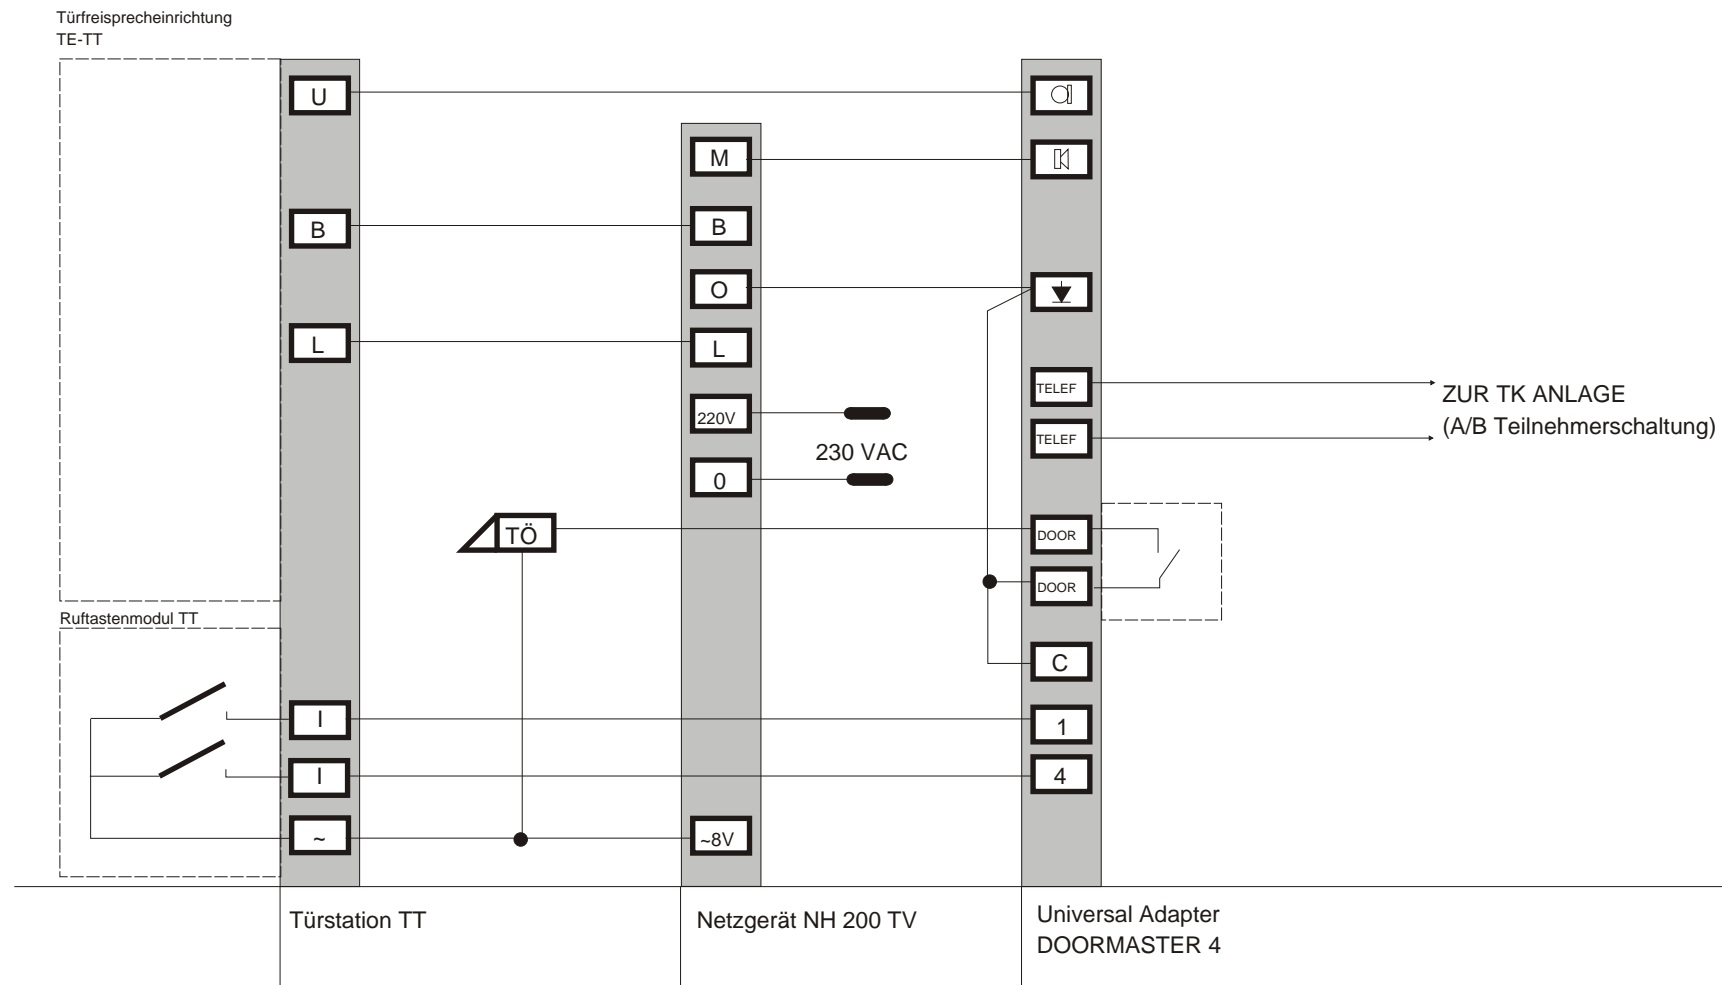 Türfreisprecheinrichtung
TE-TT
U
M
B
B
O
L
L
TELEF
ZUR TK ANLAGE
220V
(A/B Teilnehmerschaltung)
TELEF
230 VAC
0
TÖ
DOOR
DOOR
Ruftastenmodul TT
C
I
1
I
4
~
~8V
Türstation TT
Netzgerät NH 200 TV
Universal Adapter
DOORMASTER 4